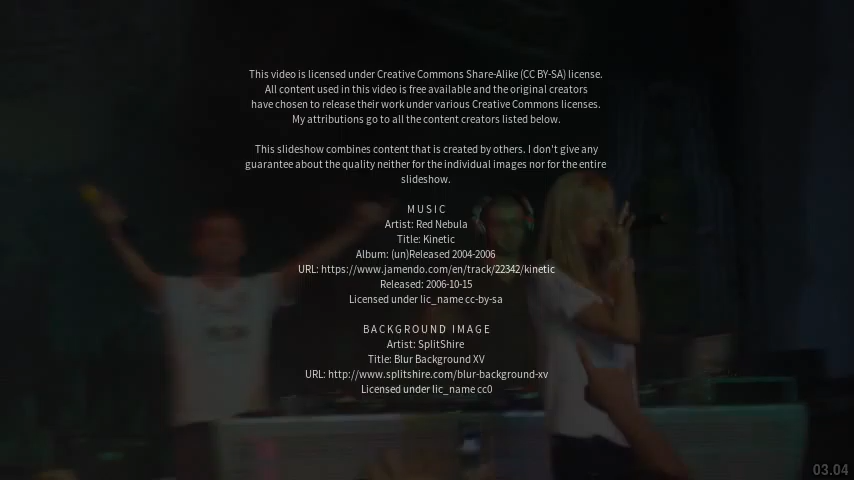 This video is licensed under Creative Commons Share-Alike (CC BY-SA) license.
All content used in this video is free available and the original creators
have chosen to release their work under various Creative Commons licenses.
My attributions go to all the content creators listed below.
This slideshow combines content that is created by others. I don't give any
guarantee about the quality neither for the individual images nor for the entire
slideshow.
MUSIC
Artist: Red Nebula
Title: Kinetic
Album: (un)Released 2004-2006
URL: https://www.jamendo.com/en/track/22342/kinetic
Released: 2006-10-15
Licensed under lic_name cc-by-sa
BACKGROUND IMAGE
Artist: SplitShire
Title: Blur Background XV
URL: http://www.splitshire.com/blur-background-xv
Licensed under lic_name cc0
03.04